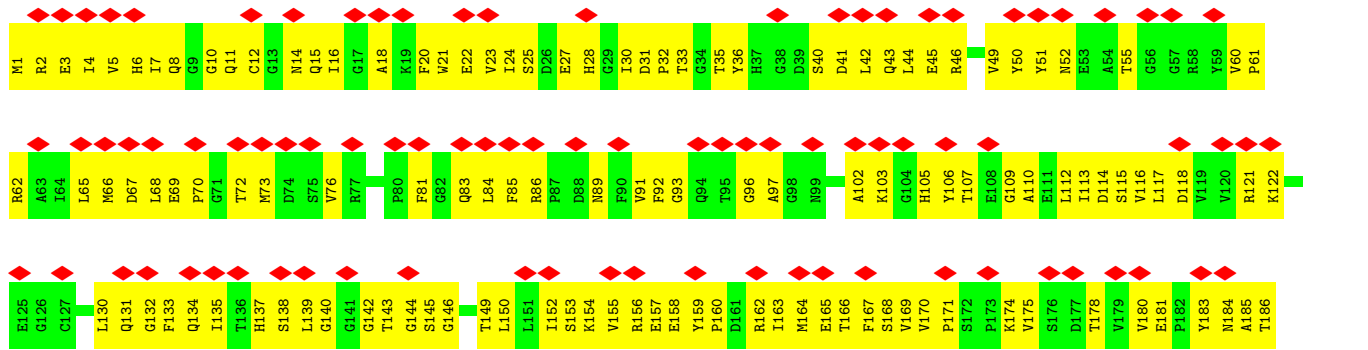 M1 R2 E3 I4 V5 H6 I7 Q8 G9 G10 Q11 C12 G13 N14 Q15 I16 G17 A18 K19 F20 W21 E22 V23 I24 S25 D26 E27 H28 G29 I30 D31 P32 T33 G34 T35 Y36 H37 G38 D39 S40 D41 L42 Q43 L44 E45 R46 V49 Y50 Y51 N52 E53 A54 T55 G56 G57 R58 Y59 V60 P61
R62 A63 I64 L65 M66 D67 L68 E69 P70 G71 T72 M73 D74 S75 V76 R77 P80 F81 G82 Q83 L84 F85 R86 P87 D88 N89 F90 V91 F92 G93 Q94 T95 G96 A97 G98 N99 A102 K103 G104 H105 Y106 T107 E108 G109 A110 E111 L112 I113 D114 S115 V116 L117 D118 V119 V120 R121 K122
E125 G126 C127 L130 Q131 G132 F133 Q134 I135 T136 H137 S138 L139 G140 G141 G142 T143 G144 S145 G146 T149 L150 L151 I152 S153 K154 V155 R156 E157 E158 Y159 P160 D161 R162 I163 M164 E165 T166 F167 S168 V169 V170 P171 S172 P173 K174 V175 S176 D177 T178 V179 V180 E181 P182 Y183 N184 A185 T186